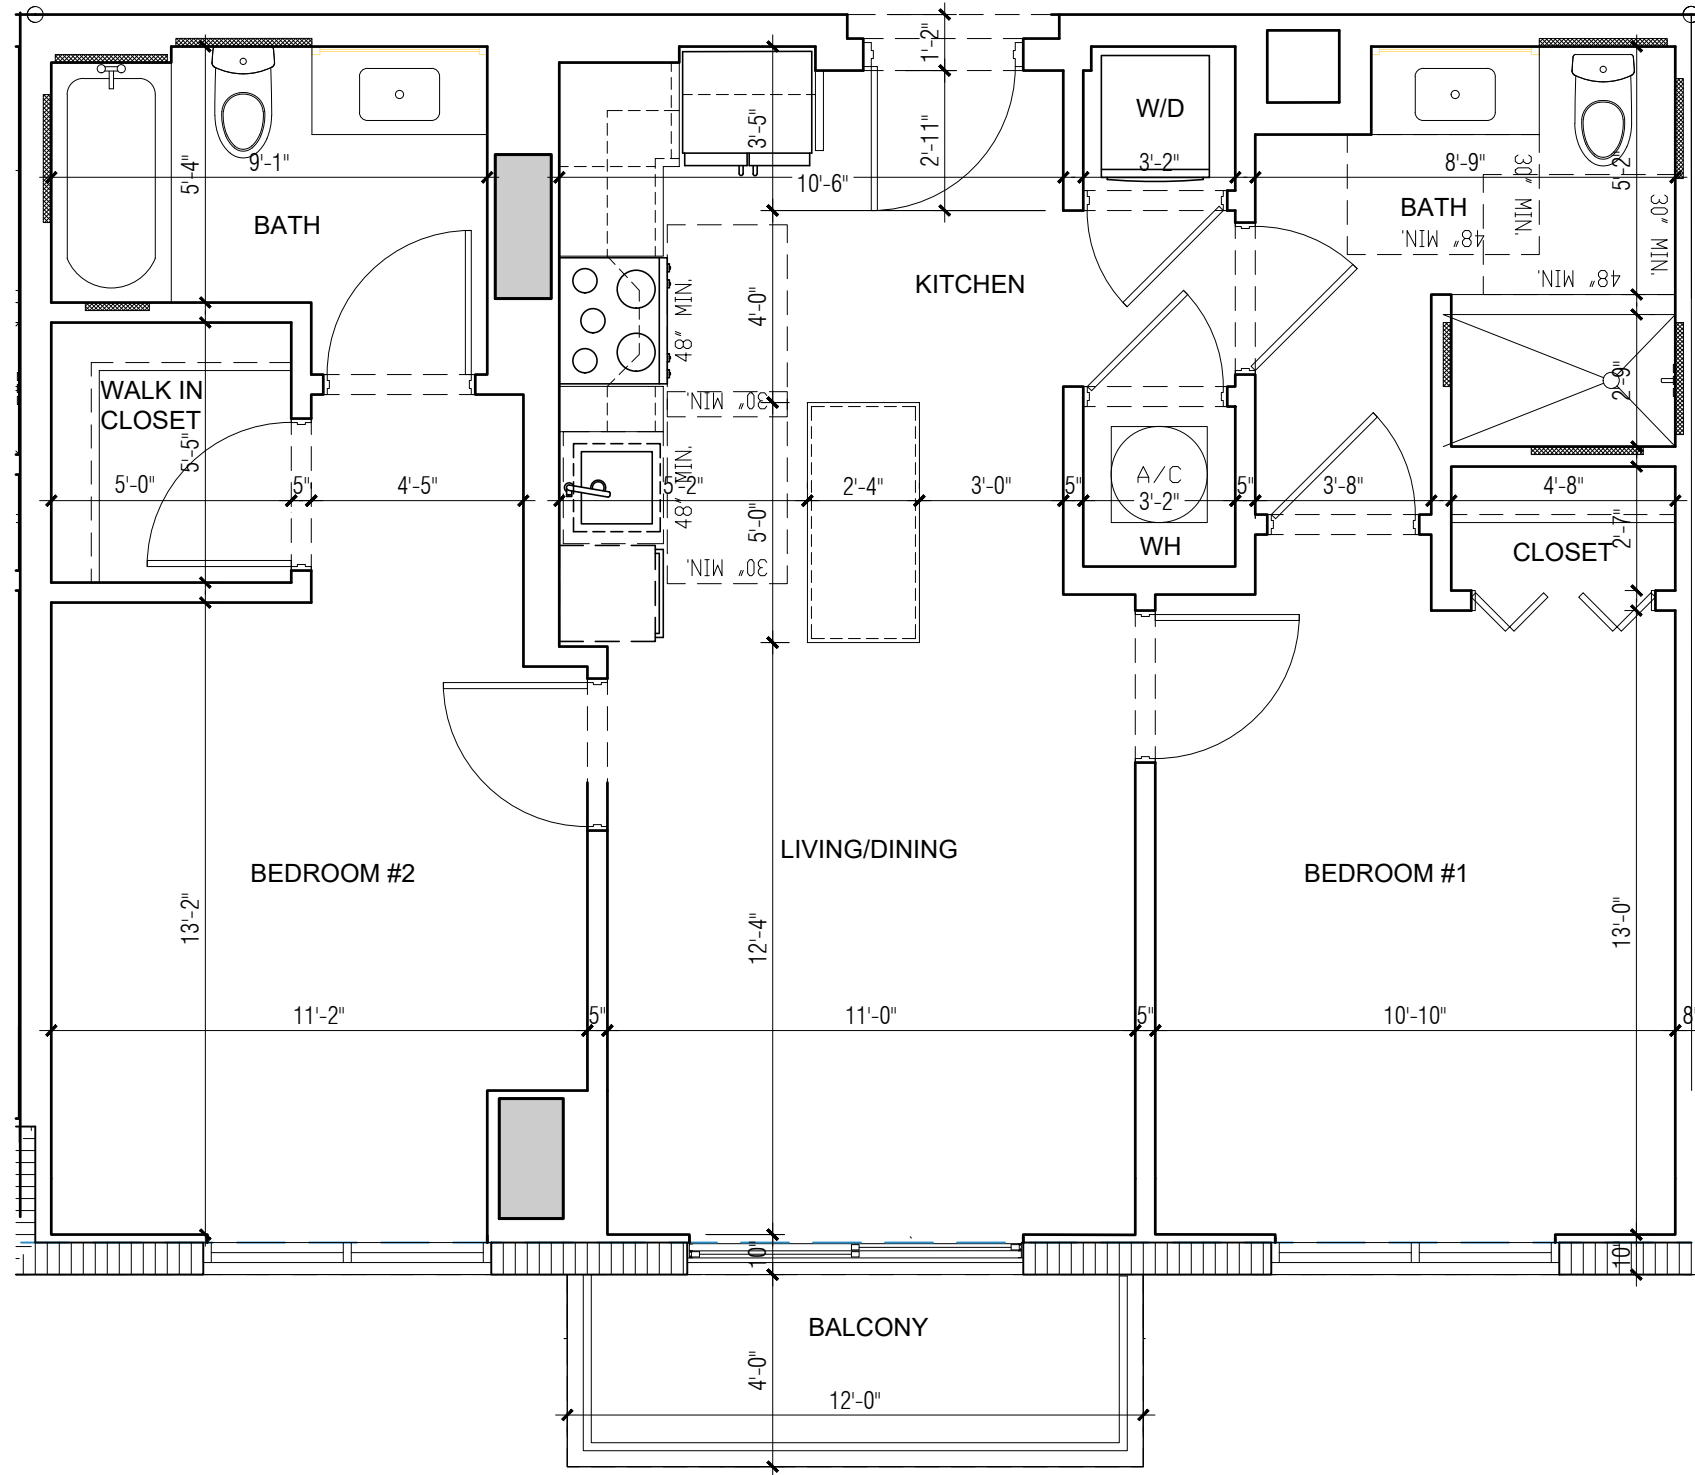 1'-2"
W/D
3'-5"
2'-11"
5'-4"
9'-1"
10'-6"
3'-2"
8'-9"
30" MIN.
5'-2"
BATH
BATH
48" MIN.
30" MIN.
48" MIN.
KITCHEN
48" MIN.
4'-0"
WALK IN
CLOSET
30" MIN.
2'-9"
5'-5"
5'-0"
5"
4'-5"
48" MIN.
5'-2"
2'-4"
3'-0"
5"
A/C
3'-2"
5"
3'-8"
4'-8"
5'-0"
WH
CLOSET
2'-7"
30" MIN.
LIVING/DINING
BEDROOM #2
BEDROOM #1
13'-2"
12'-4"
13'-0"
11'-2"
5"
11'-0"
5"
10'-10"
8"
10"
10"
BALCONY
4'-0"
12'-0"